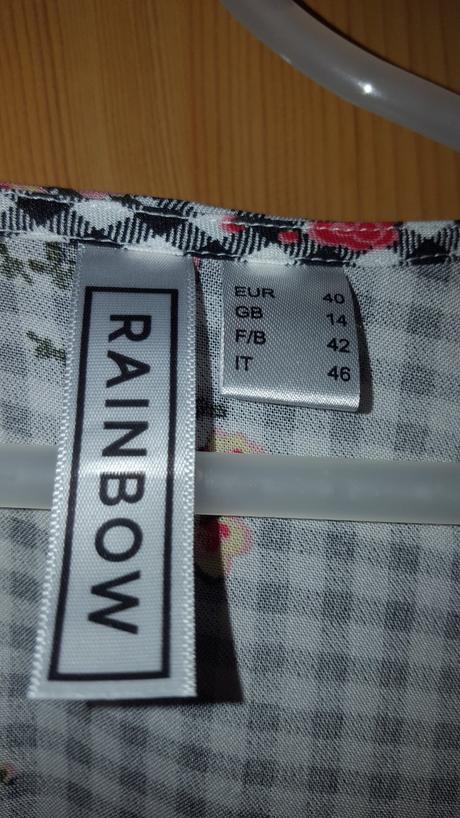 RAINBOW
EUR 40
GB 14
F/B 42
IT 46